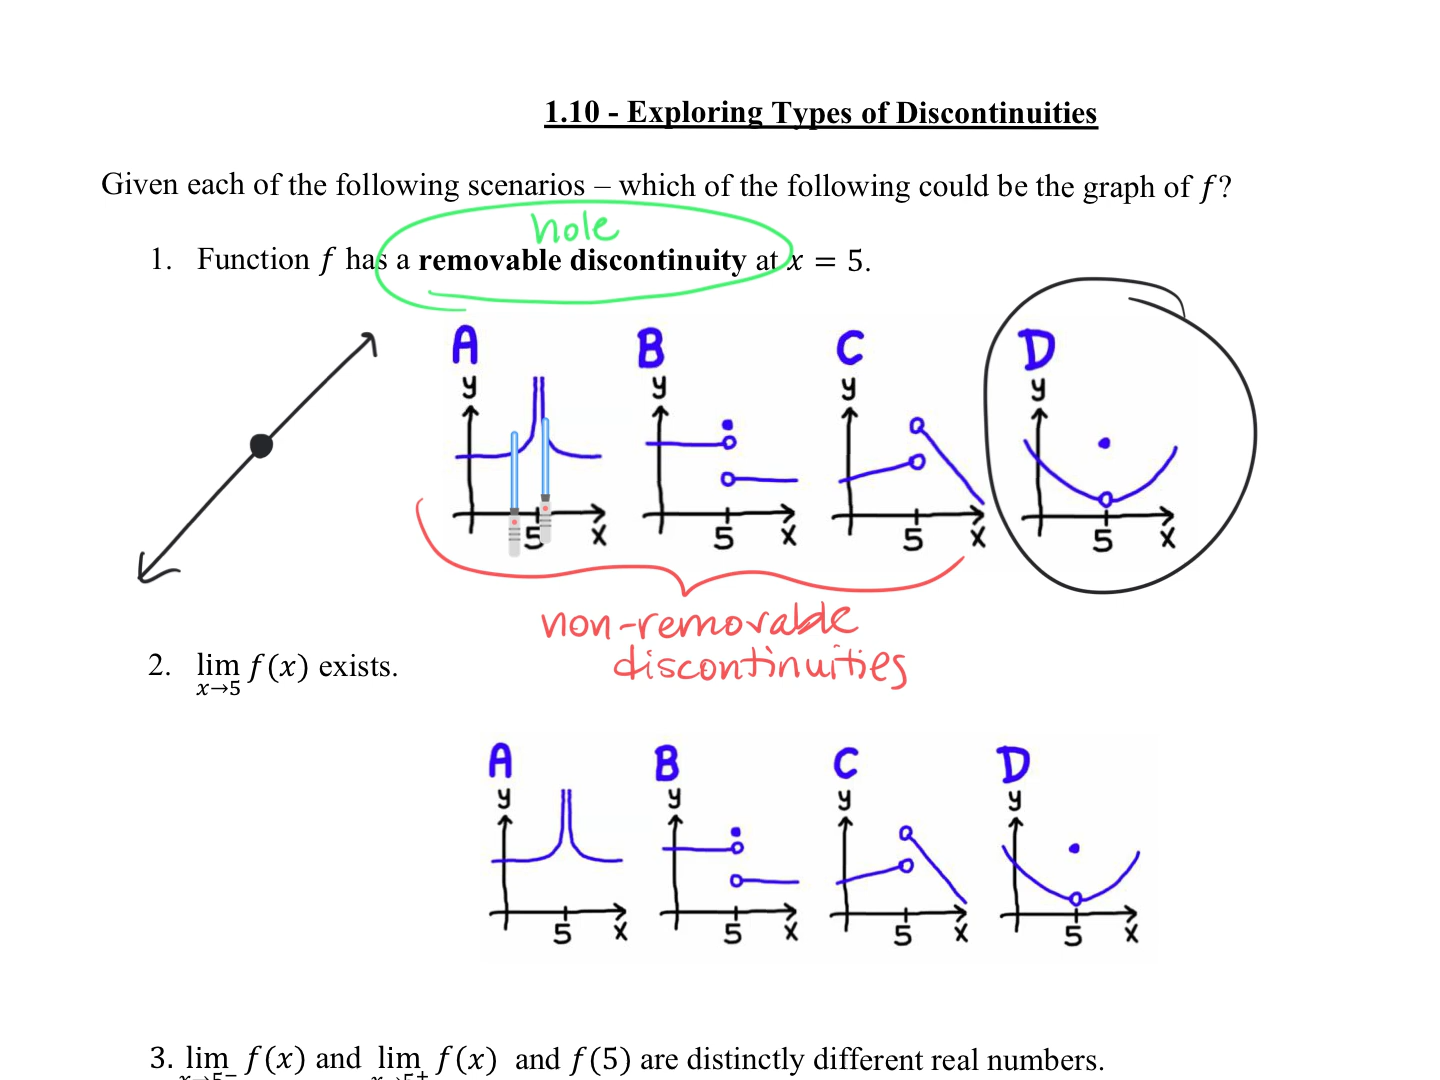 1.10 - Exploring Types of Discontinuities
Given each of the following scenarios – which of the following could be the graph of f?
hole
1. Function f has a removable discontinuity at x = 5.
A B C D
y y y y
5 x 5 x 5 x 5 x
non-removable
discontinuities
2. lim f(x) exists.
x→5
A B C D
y y y y
5 x 5 x 5 x 5 x
3. lim f(x) and lim f(x) and f(5) are distinctly different real numbers.
x→5− x→5+